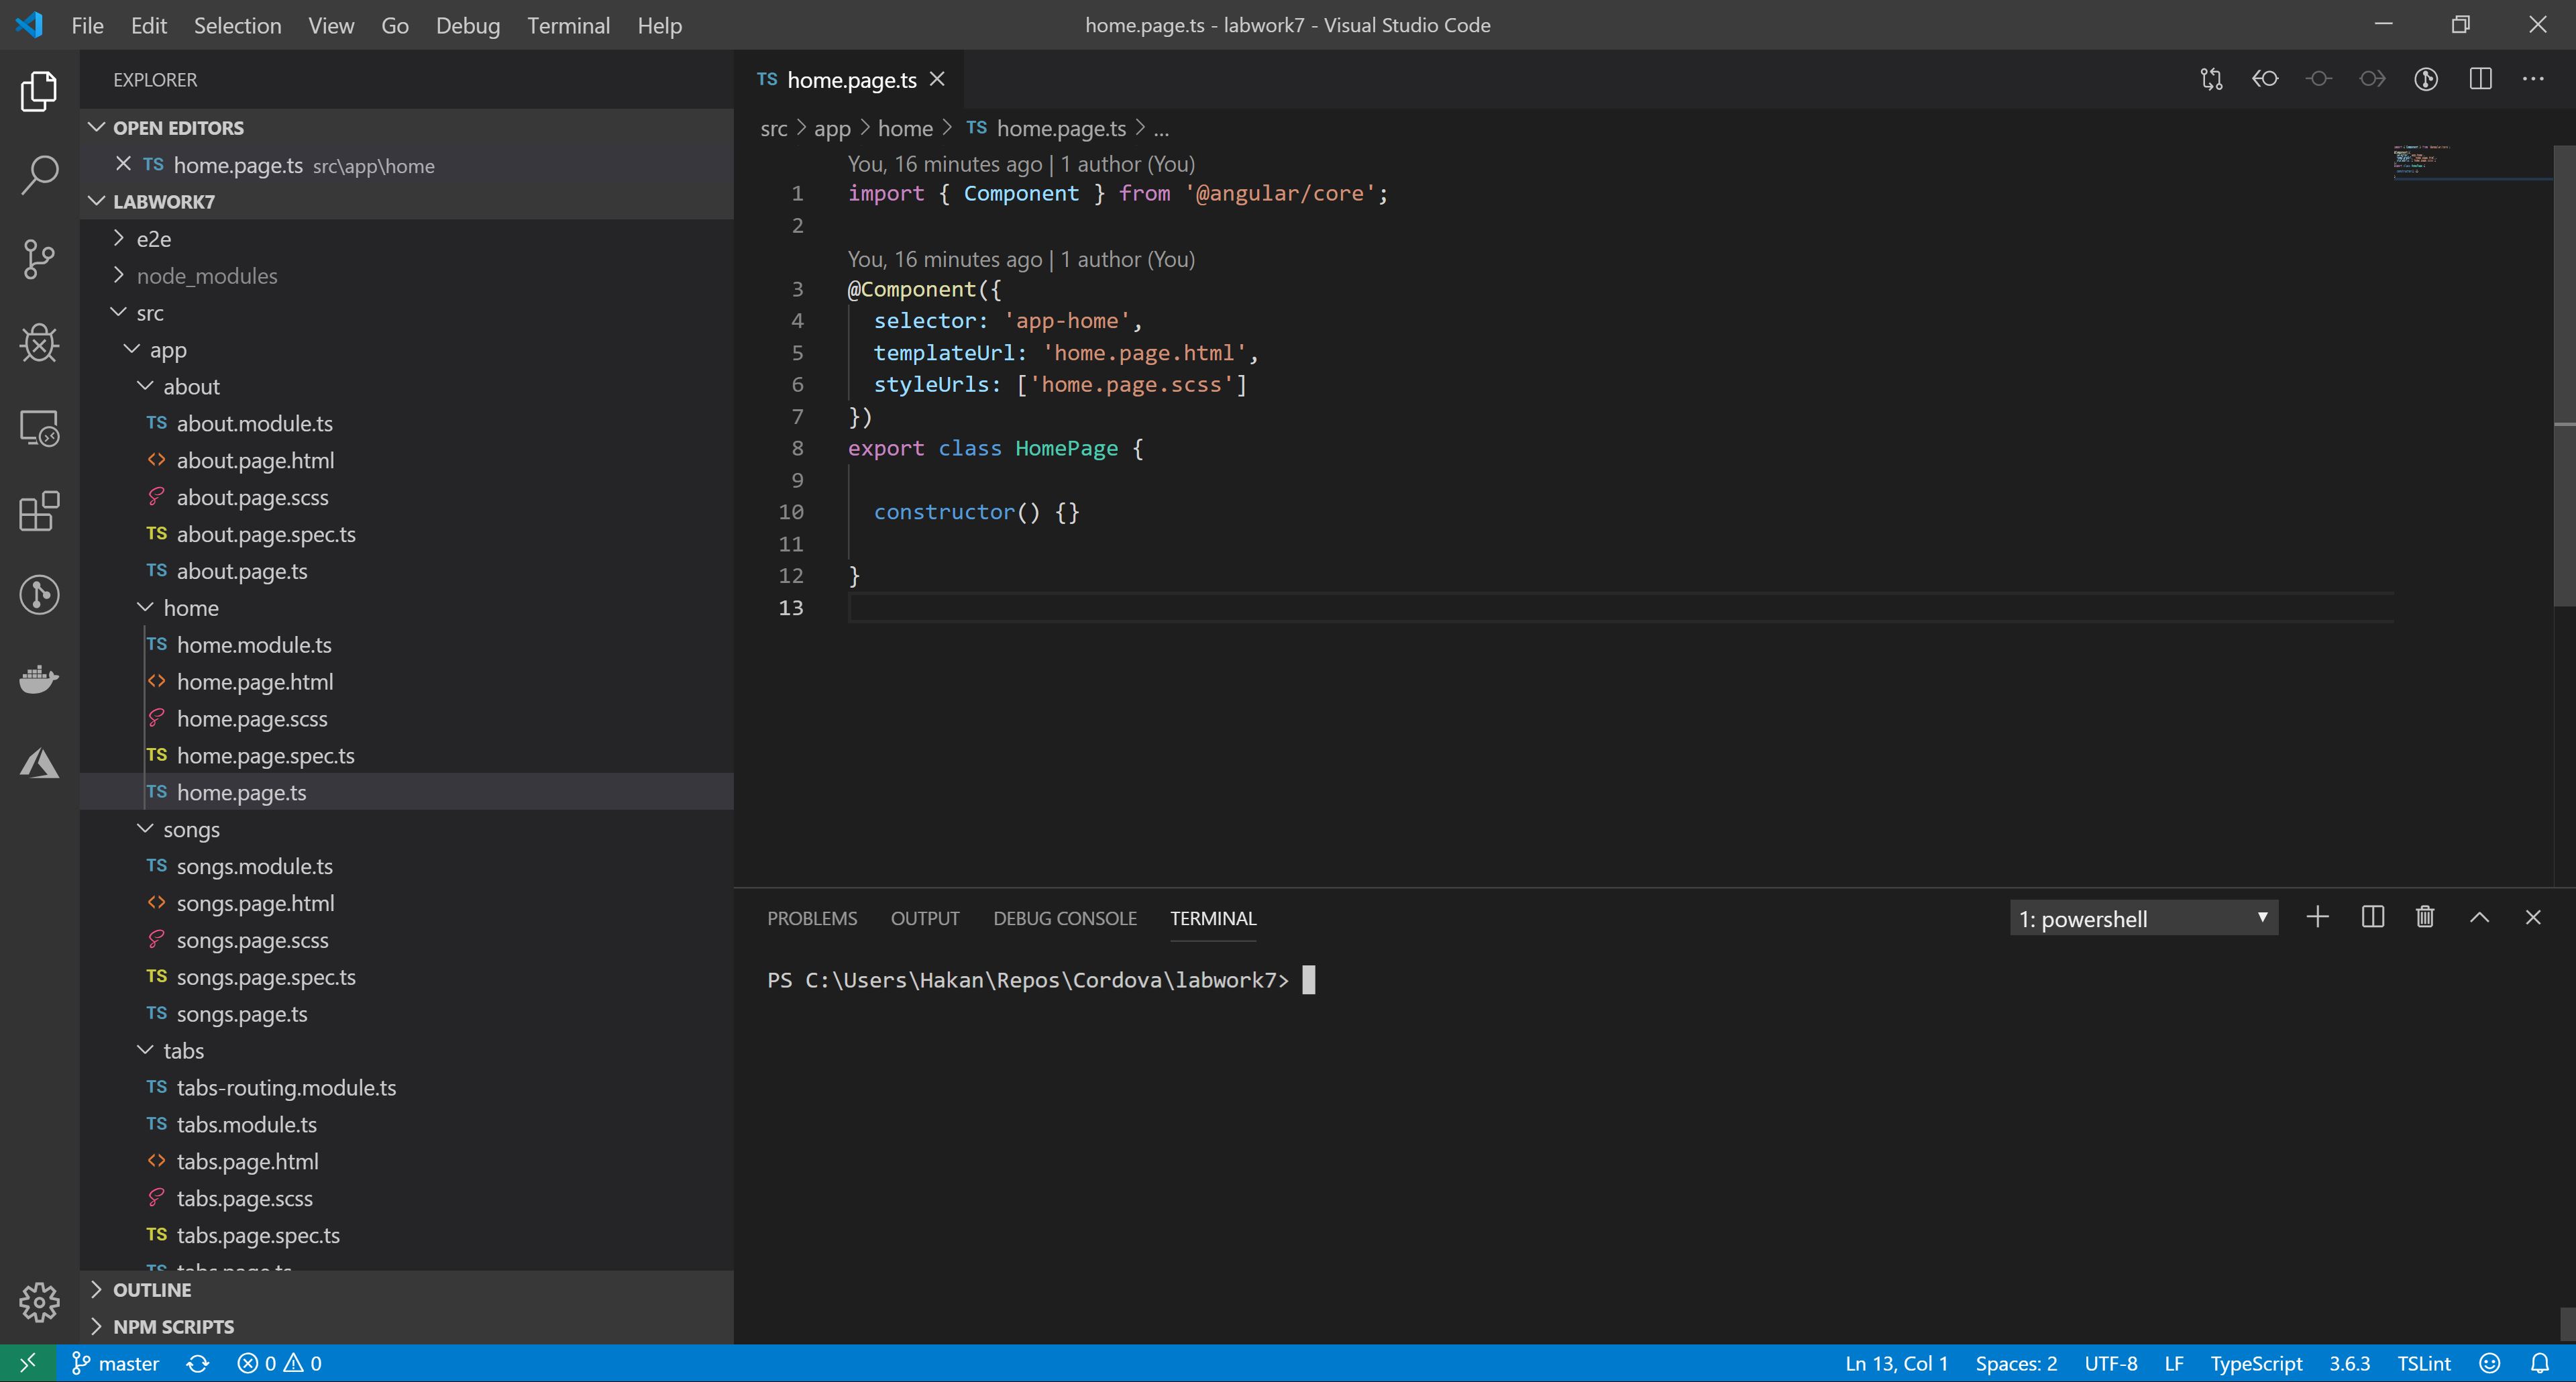 File Edit Selection View Go Debug Terminal Help
home.page.ts - labwork7 - Visual Studio Code
EXPLORER
OPEN EDITORS
TS home.page.ts src\app\home
LABWORK7
e2e
node_modules
src
app
about
TS about.module.ts
<> about.page.html
about.page.scss
TS about.page.spec.ts
TS about.page.ts
home
TS home.module.ts
<> home.page.html
home.page.scss
TS home.page.spec.ts
TS home.page.ts
songs
TS songs.module.ts
<> songs.page.html
songs.page.scss
TS songs.page.spec.ts
TS songs.page.ts
tabs
TS tabs-routing.module.ts
TS tabs.module.ts
<> tabs.page.html
tabs.page.scss
TS tabs.page.spec.ts
TS tabs.page.ts
OUTLINE
NPM SCRIPTS
TS home.page.ts
src > app > home > TS home.page.ts > ...
You, 16 minutes ago | 1 author (You)
1 import { Component } from '@angular/core';
2
You, 16 minutes ago | 1 author (You)
3 @Component({
4 selector: 'app-home',
5 templateUrl: 'home.page.html',
6 styleUrls: ['home.page.scss']
7 })
8 export class HomePage {
9
10 constructor() {}
11
12 }
13
PROBLEMS OUTPUT DEBUG CONSOLE TERMINAL
1: powershell
PS C:\Users\Hakan\Repos\Cordova\labwork7>
master 0 0
Ln 13, Col 1 Spaces: 2 UTF-8 LF TypeScript 3.6.3 TSLint